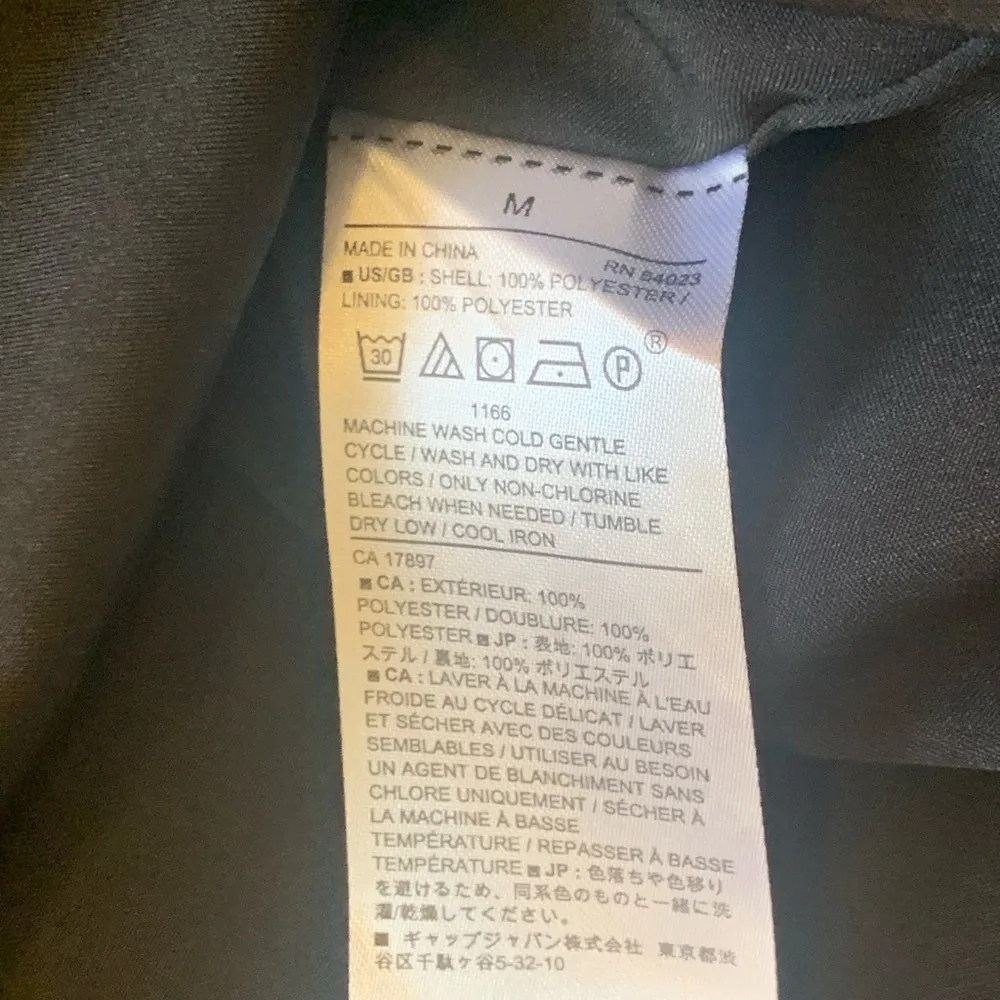 M
MADE IN CHINA
RN 54023
■ US/GB : SHELL: 100% POLYESTER /
LINING: 100% POLYESTER
30 P ®
1166
MACHINE WASH COLD GENTLE
CYCLE / WASH AND DRY WITH LIKE
COLORS / ONLY NON-CHLORINE
BLEACH WHEN NEEDED / TUMBLE
DRY LOW / COOL IRON
CA 17897
■ CA : EXTÉRIEUR: 100%
POLYESTER / DOUBLURE: 100%
POLYESTER ■ JP : 表地: 100% ポリエ
ステル / 裏地: 100% ポリエステル
■ CA : LAVER À LA MACHINE À L'EAU
FROIDE AU CYCLE DÉLICAT / LAVER
ET SÉCHER AVEC DES COULEURS
SEMBLABLES / UTILISER AU BESOIN
UN AGENT DE BLANCHIMENT SANS
CHLORE UNIQUEMENT / SÉCHER À
LA MACHINE À BASSE
TEMPÉRATURE / REPASSER À BASSE
TEMPÉRATURE ■ JP : 色落ちや色移り
を避けるため、同系色のものと一緒に洗
濯/乾燥してください。
■ ギャップジャパン株式会社 東京都渋
谷区千駄ヶ谷5-32-10